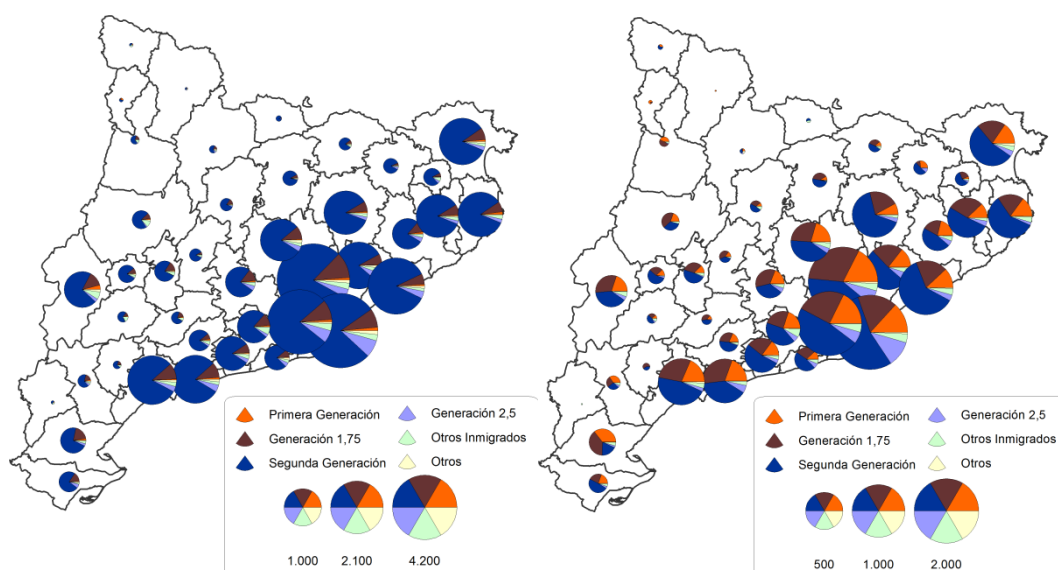 Primera Generación
Generación 2,5
Generación 1,75
Otros Inmigrados
Segunda Generación
Otros
1.000
2.100
4.200
Primera Generación
Generación 2,5
Generación 1,75
Otros Inmigrados
Segunda Generación
Otros
500
1.000
2.000